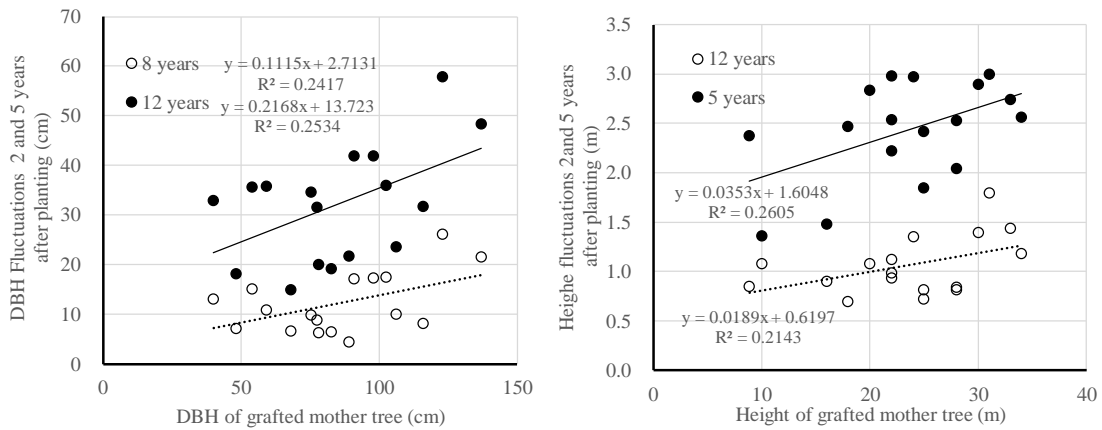 DBH Fluctuations 2 and 5 years
after planting (cm)
70
60
50
40
30
20
10
0
8 years
y = 0.1115x + 2.7131
R² = 0.2417
12 years
y = 0.2168x + 13.723
R² = 0.2534
0
50
100
150
DBH of grafted mother tree (cm)
Heighe fluctuations 2and 5 years
after planting (m)
3.5
3.0
2.5
2.0
1.5
1.0
0.5
0.0
12 years
5 years
y = 0.0353x + 1.6048
R² = 0.2605
y = 0.0189x + 0.6197
R² = 0.2143
0
10
20
30
40
Height of grafted mother tree (m)